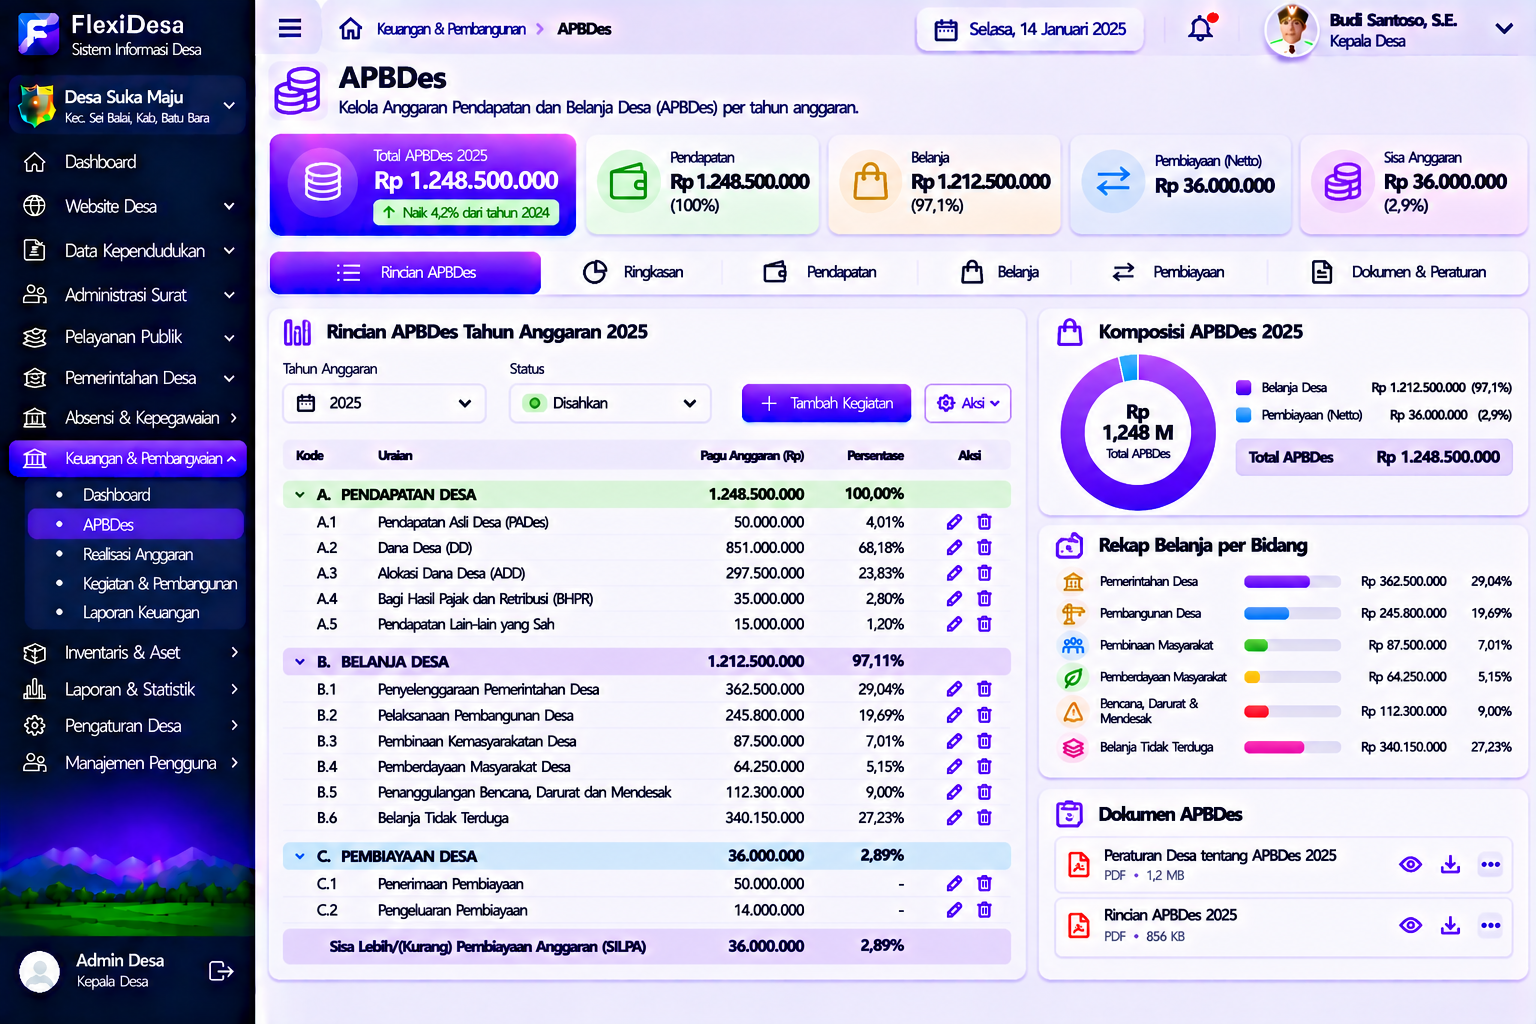 FlexiDesa
Sistem Informasi Desa
Desa Suka Maju
Kec. Sei Balai, Kab, Batu Bara
Dashboard
Website Desa
Data Kependudukan
Administrasi Surat
Pelayanan Publik
Pemerintahan Desa
Absensi & Kepegawaian
Keuangan & Pembangwaian
• Dashboard
• APBDes
• Realisasi Anggaran
• Kegiatan & Pembangunan
• Laporan Keuangan
Inventaris & Aset
Laporan & Statistik
Pengaturan Desa
Manajemen Pengguna
Admin Desa
Kepala Desa
Keuangan & Pembangunan > APBDes
Selasa, 14 Januari 2025
Budi Santoso, S.E.
Kepala Desa
APBDes
Kelola Anggaran Pendapatan dan Belanja Desa (APBDes) per tahun anggaran.
Total APBDes 2025
Rp 1.248.500.000
↑ Naik 4,2% dari tahun 2024
Pendapatan
Rp 1.248.500.000
(100%)
Belanja
Rp 1.212.500.000
(97,1%)
Pembiayaan (Netto)
Rp 36.000.000
Sisa Anggaran
Rp 36.000.000
(2,9%)
Rincian APBDes
Ringkasan
Pendapatan
Belanja
Pembiayaan
Dokumen & Peraturan
Rincian APBDes Tahun Anggaran 2025
Tahun Anggaran
2025
Status
Disahkan
+ Tambah Kegiatan
Aksi
Kode Uraian Pagu Anggaran (Rp) Persentase Aksi
A. PENDAPATAN DESA 1.248.500.000 100,00%
A.1 Pendapatan Asli Desa (PADes) 50.000.000 4,01%
A.2 Dana Desa (DD) 851.000.000 68,18%
A.3 Alokasi Dana Desa (ADD) 297.500.000 23,83%
A.4 Bagi Hasil Pajak dan Retribusi (BHPR) 35.000.000 2,80%
A.5 Pendapatan Lain-lain yang Sah 15.000.000 1,20%
B. BELANJA DESA 1.212.500.000 97,11%
B.1 Penyelenggaraan Pemerintahan Desa 362.500.000 29,04%
B.2 Pelaksanaan Pembangunan Desa 245.800.000 19,69%
B.3 Pembinaan Kemasyarakatan Desa 87.500.000 7,01%
B.4 Pemberdayaan Masyarakat Desa 64.250.000 5,15%
B.5 Penanggulangan Bencana, Darurat dan Mendesak 112.300.000 9,00%
B.6 Belanja Tidak Terduga 340.150.000 27,23%
C. PEMBIAYAAN DESA 36.000.000 2,89%
C.1 Penerimaan Pembiayaan 50.000.000 -
C.2 Pengeluaran Pembiayaan 14.000.000 -
Sisa Lebih/(Kurang) Pembiayaan Anggaran (SILPA) 36.000.000 2,89%
Komposisi APBDes 2025
Rp
1,248 M
Total APBDes
Belanja Desa Rp 1.212.500.000 (97,1%)
Pembiayaan (Netto) Rp 36.000.000 (2,9%)
Total APBDes Rp 1.248.500.000
Rekap Belanja per Bidang
Pemerintahan Desa Rp 362.500.000 29,04%
Pembangunan Desa Rp 245.800.000 19,69%
Pembinaan Masyarakat Rp 87.500.000 7,01%
Pemberdayaan Masyarakat Rp 64.250.000 5,15%
Bencana, Darurat &
Mendesak Rp 112.300.000 9,00%
Belanja Tidak Terduga Rp 340.150.000 27,23%
Dokumen APBDes
Peraturan Desa tentang APBDes 2025
PDF • 1,2 MB
Rincian APBDes 2025
PDF • 856 KB